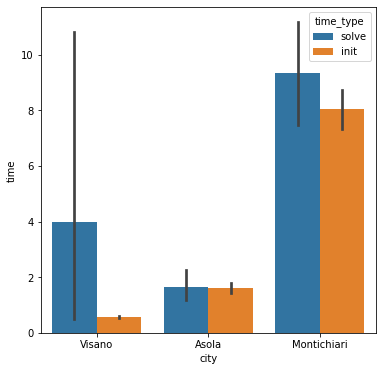 time_type
solve
init
10
8
6
4
2
0
time
Visano
Asola
Montichiari
city